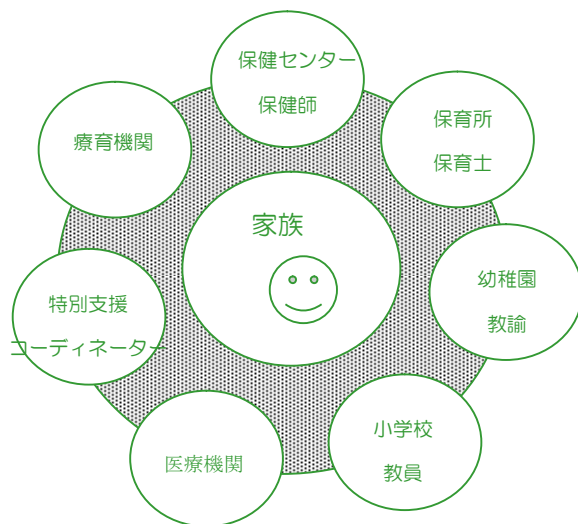 保健センター
保健師
保育所
保育士
療育機関
家族
幼稚園
教諭
特別支援
コーディネーター
小学校
教員
医療機関